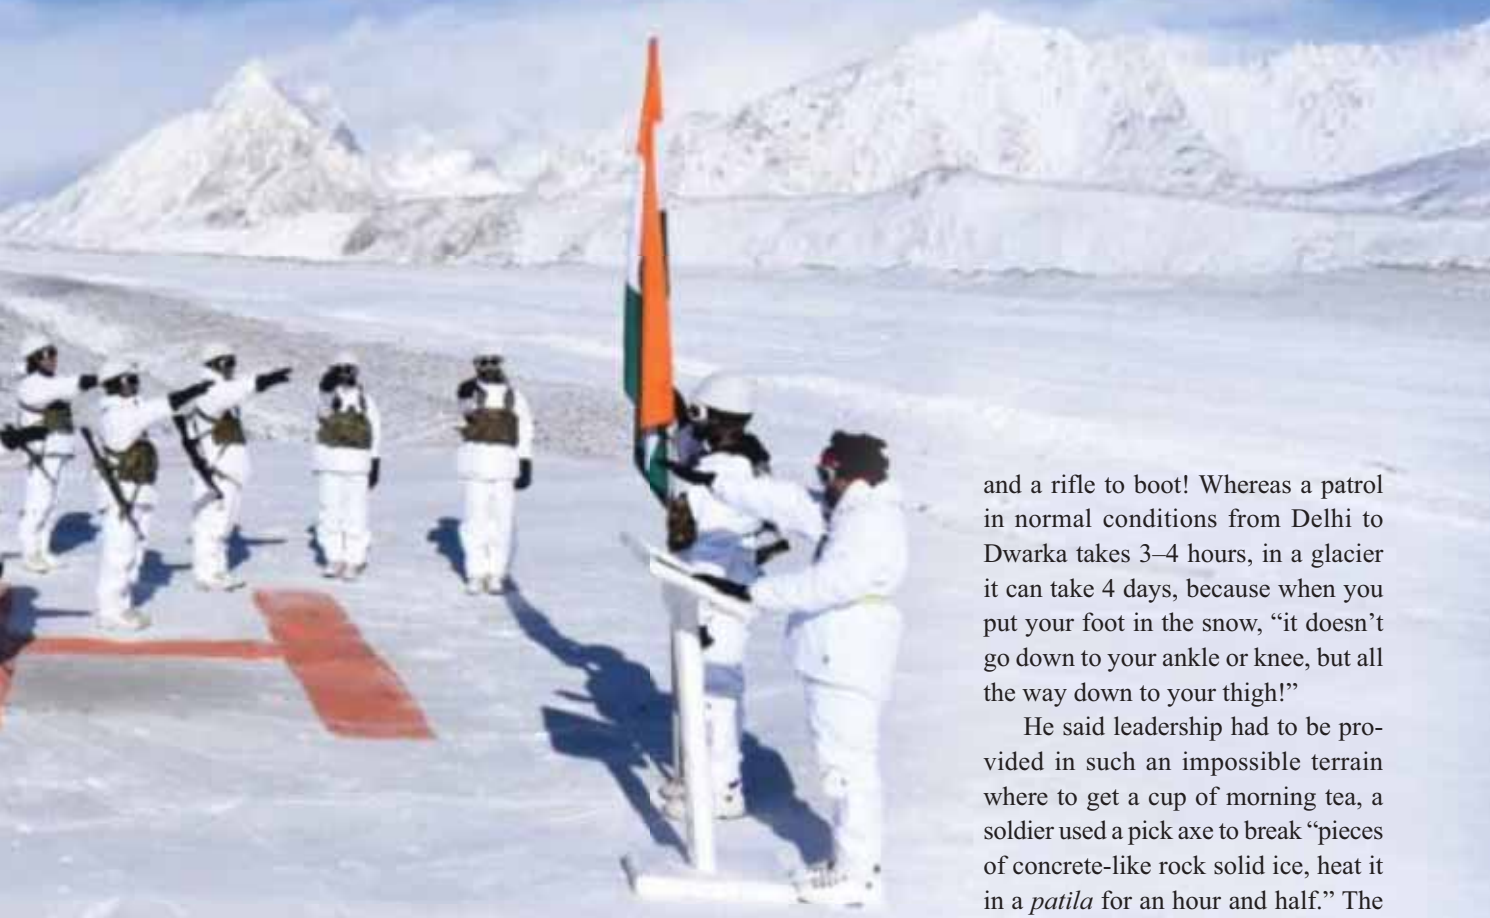 and a rifle to boot! Whereas a patrol
in normal conditions from Delhi to
Dwarka takes 3–4 hours, in a glacier
it can take 4 days, because when you
put your foot in the snow, “it doesn’t
go down to your ankle or knee, but all
the way down to your thigh!”
He said leadership had to be pro-
vided in such an impossible terrain
where to get a cup of morning tea, a
soldier used a pick axe to break “pieces
of concrete-like rock solid ice, heat it
in a patila for an hour and half.” The